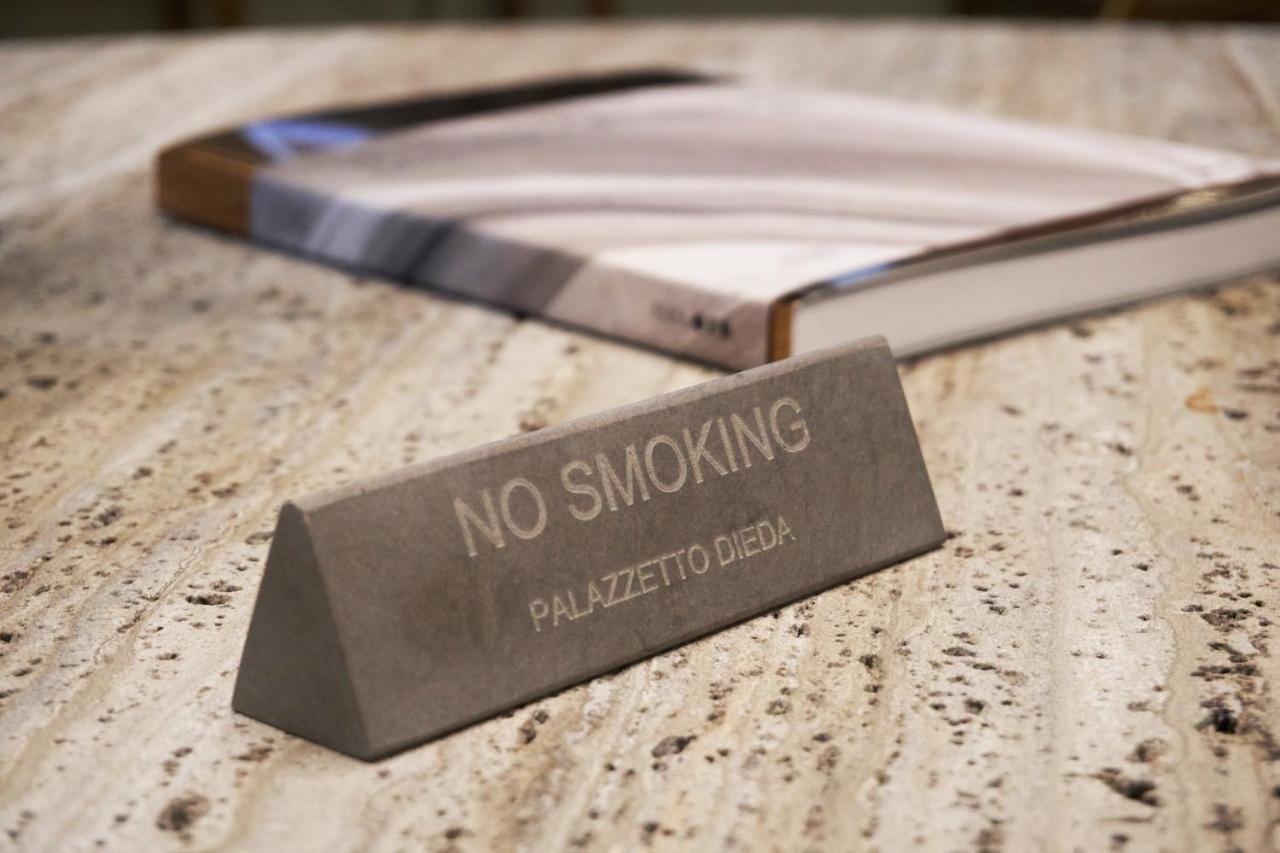 NO SMOKING
PALAZZETTO DIEDA